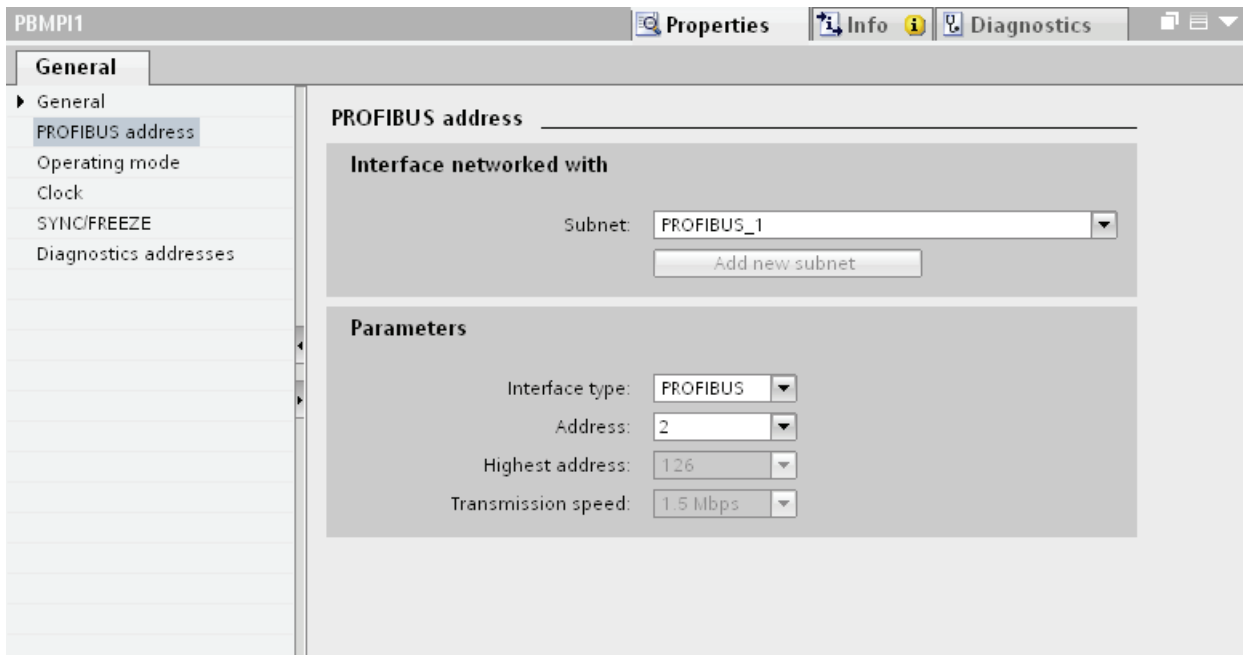 PBMPI1
Properties
Info
Diagnostics
General
General
PROFIBUS address
Operating mode
Clock
SYNC/FREEZE
Diagnostics addresses
PROFIBUS address
Interface networked with
Subnet: PROFIBUS_1
Add new subnet
Parameters
Interface type: PROFIBUS
Address: 2
Highest address: 126
Transmission speed: 1.5 Mbps